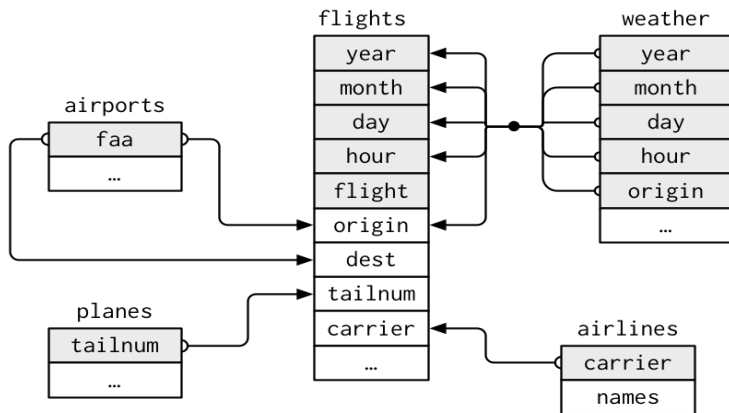 flights
year
month
day
hour
flight
origin
dest
tailnum
carrier
…
weather
year
month
day
hour
origin
…
airports
faa
…
planes
tailnum
…
airlines
carrier
names